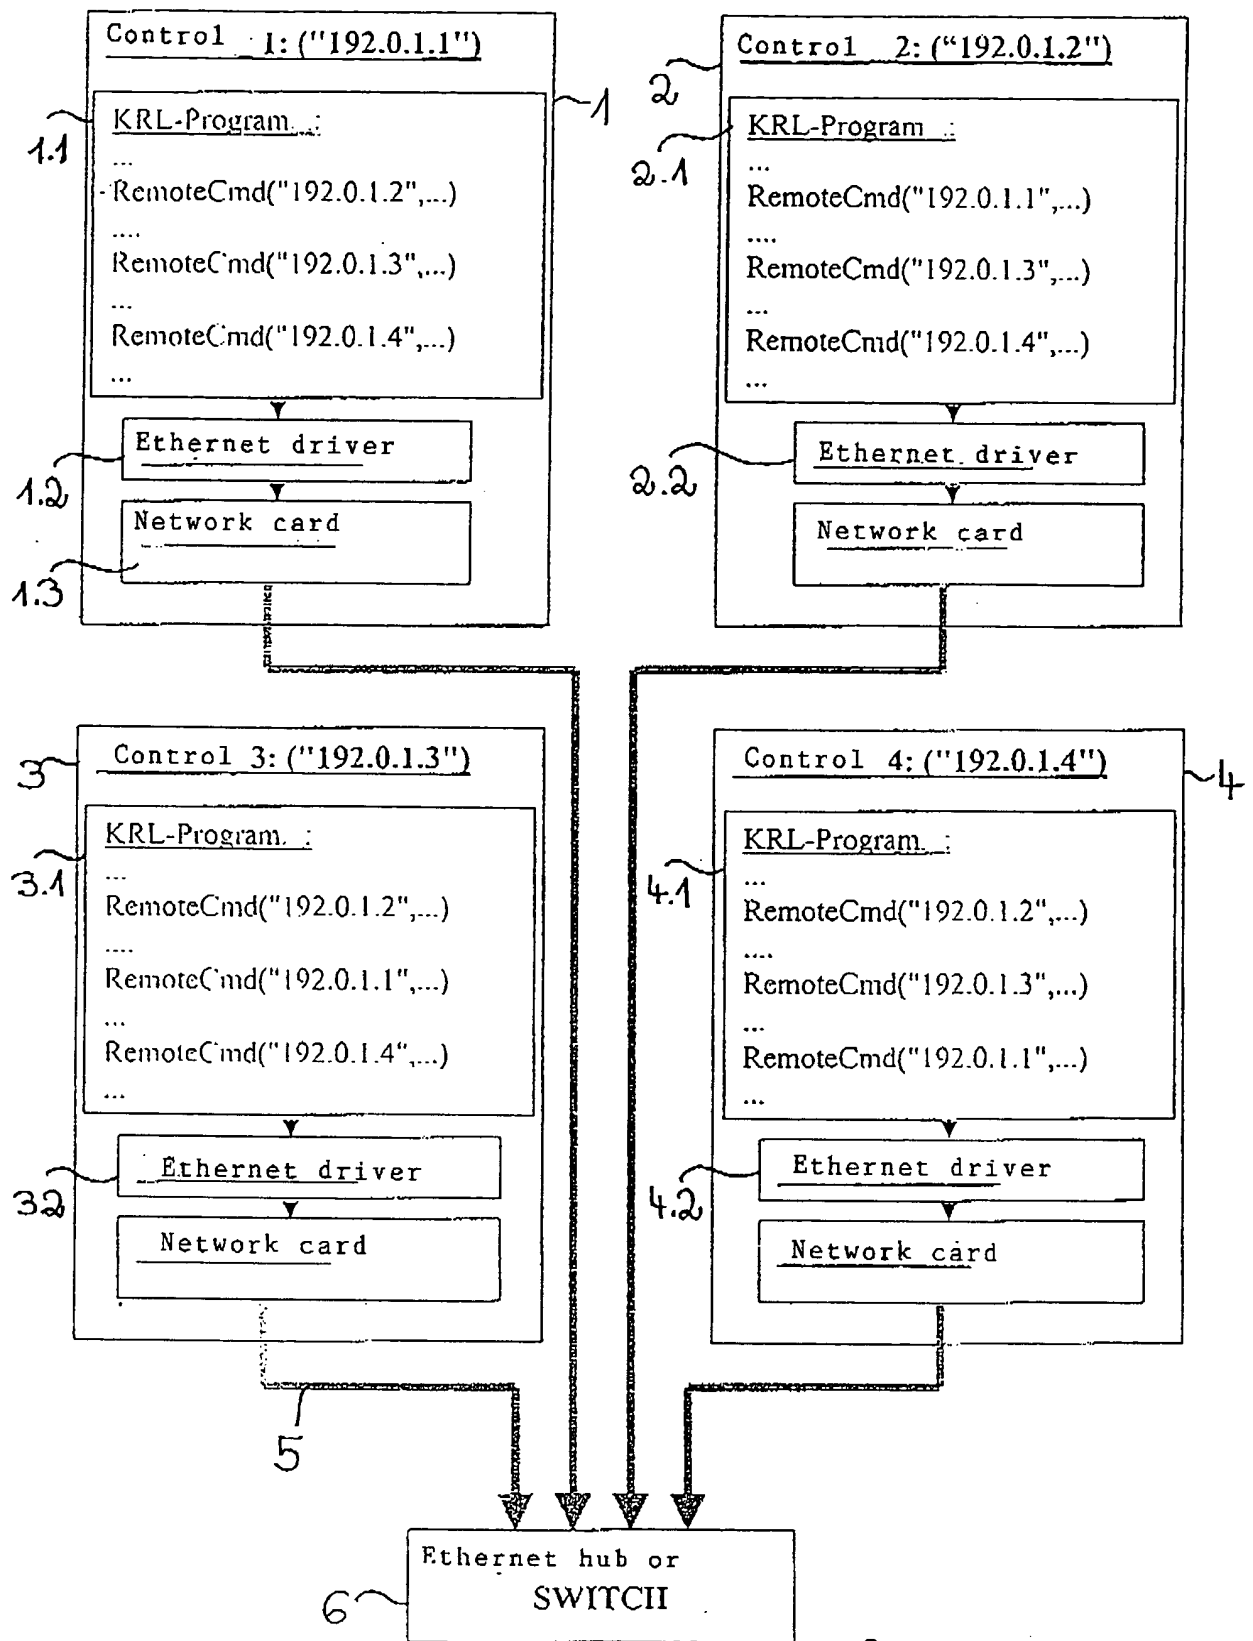 Control 1: ("192.0.1.1")
1
1.1
KRL-Program :
...
RemoteCmd("192.0.1.2",...)
....
RemoteCmd("192.0.1.3",...)
...
RemoteCmd("192.0.1.4",...)
...
1.2
Ethernet driver
1.3
Network card
Control 2: ("192.0.1.2")
2
2.1
KRL-Program :
...
RemoteCmd("192.0.1.1",...)
....
RemoteCmd("192.0.1.3",...)
...
RemoteCmd("192.0.1.4",...)
...
2.2
Ethernet driver
Network card
3
Control 3: ("192.0.1.3")
3.1
KRL-Program. :
...
RemoteCmd("192.0.1.2",...)
....
RemoteCmd("192.0.1.1",...)
...
RemoteCmd("192.0.1.4",...)
...
32
Ethernet driver
Network card
Control 4: ("192.0.1.4")
4
4.1
KRL-Program. :
...
RemoteCmd("192.0.1.2",...)
....
RemoteCmd("192.0.1.3",...)
...
RemoteCmd("192.0.1.1",...)
...
4.2
Ethernet driver
Network card
5
6
Ethernet hub or
SWITCH